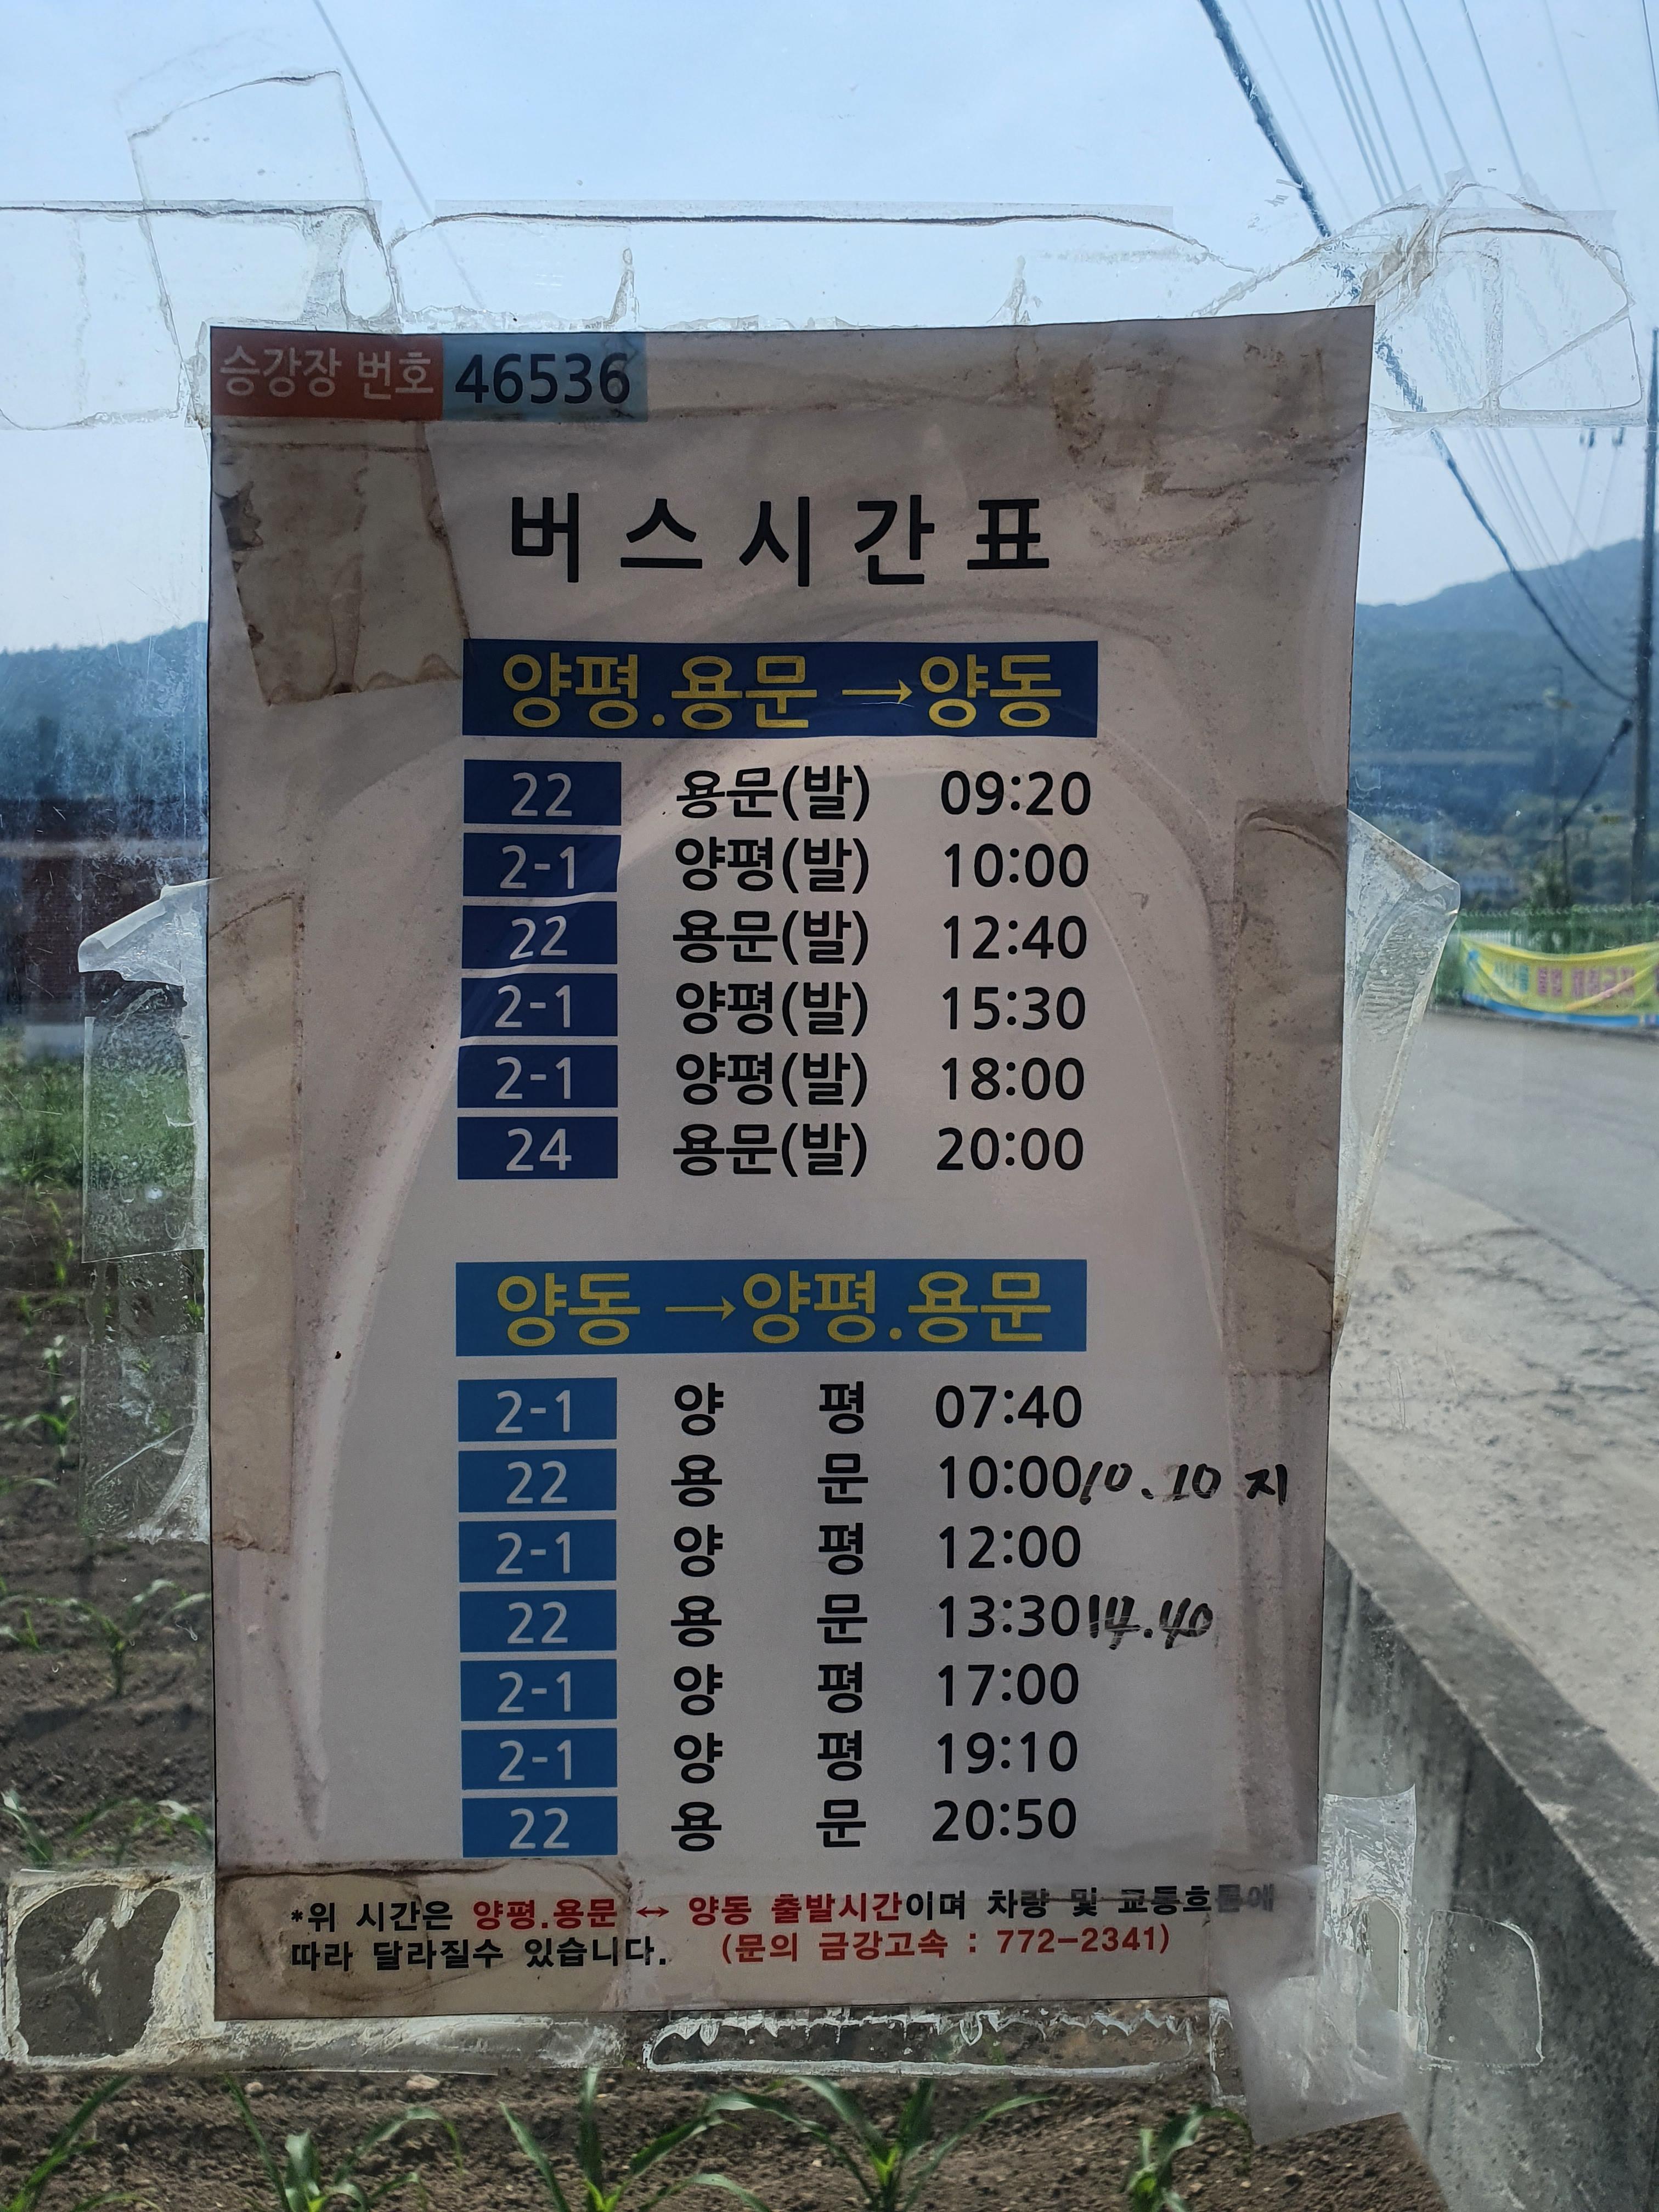 승강장 번호 46536
버스시간표
양평.용문 →양동
22 용문(발) 09:20
2-1 양평(발) 10:00
22 용문(발) 12:40
2-1 양평(발) 15:30
2-1 양평(발) 18:00
24 용문(발) 20:00
양동 →양평.용문
2-1 양 평 07:40
22 용 문 10:00 10.10 지
2-1 양 평 12:00
22 용 문 13:30 14.40
2-1 양 평 17:00
2-1 양 평 19:10
22 용 문 20:50
*위 시간은 양평.용문 ↔ 양동 출발시간이며 차량 및 교통흐름에
따라 달라질수 있습니다. (문의 금강고속 : 772-2341)